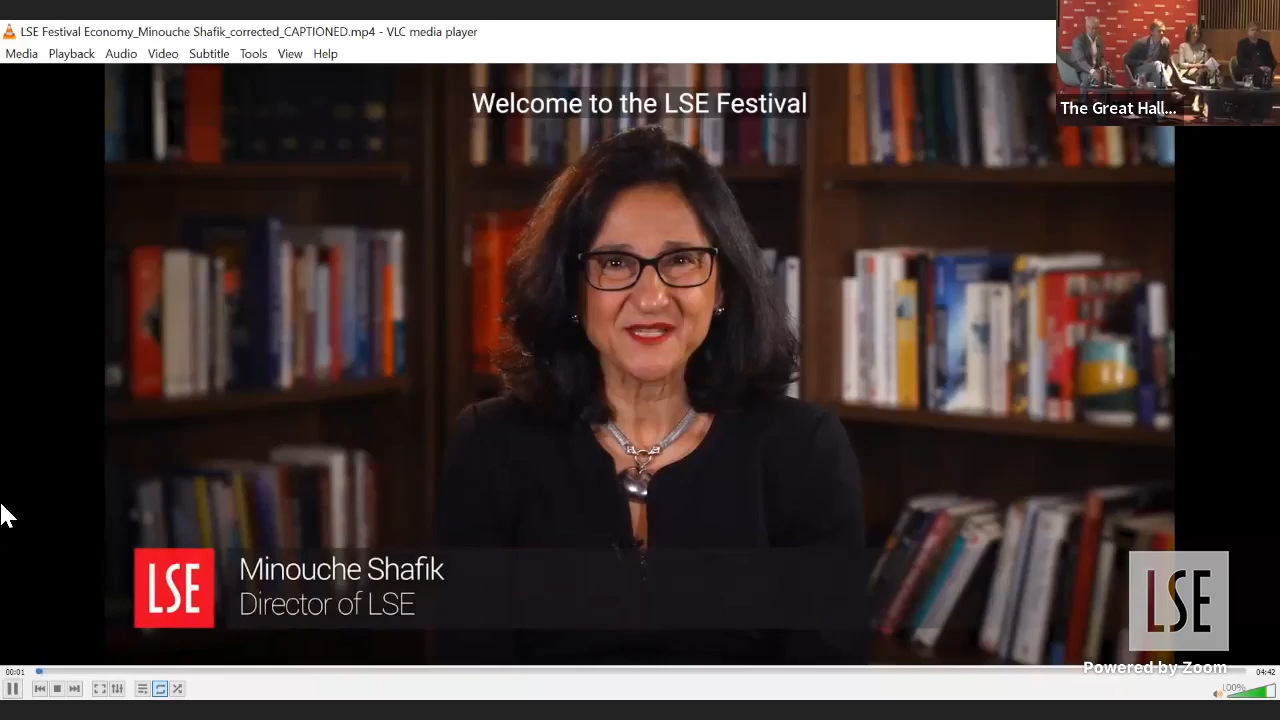 LSE Festival Economy_Minouche Shafik_corrected_CAPTIONED.mp4 - VLC media player
Media Playback Audio Video Subtitle Tools View Help
The Great Hall...
Welcome to the LSE Festival
LSE
Minouche Shafik
Director of LSE
LSE
Powered by Zoom
00:01
04:42
100%